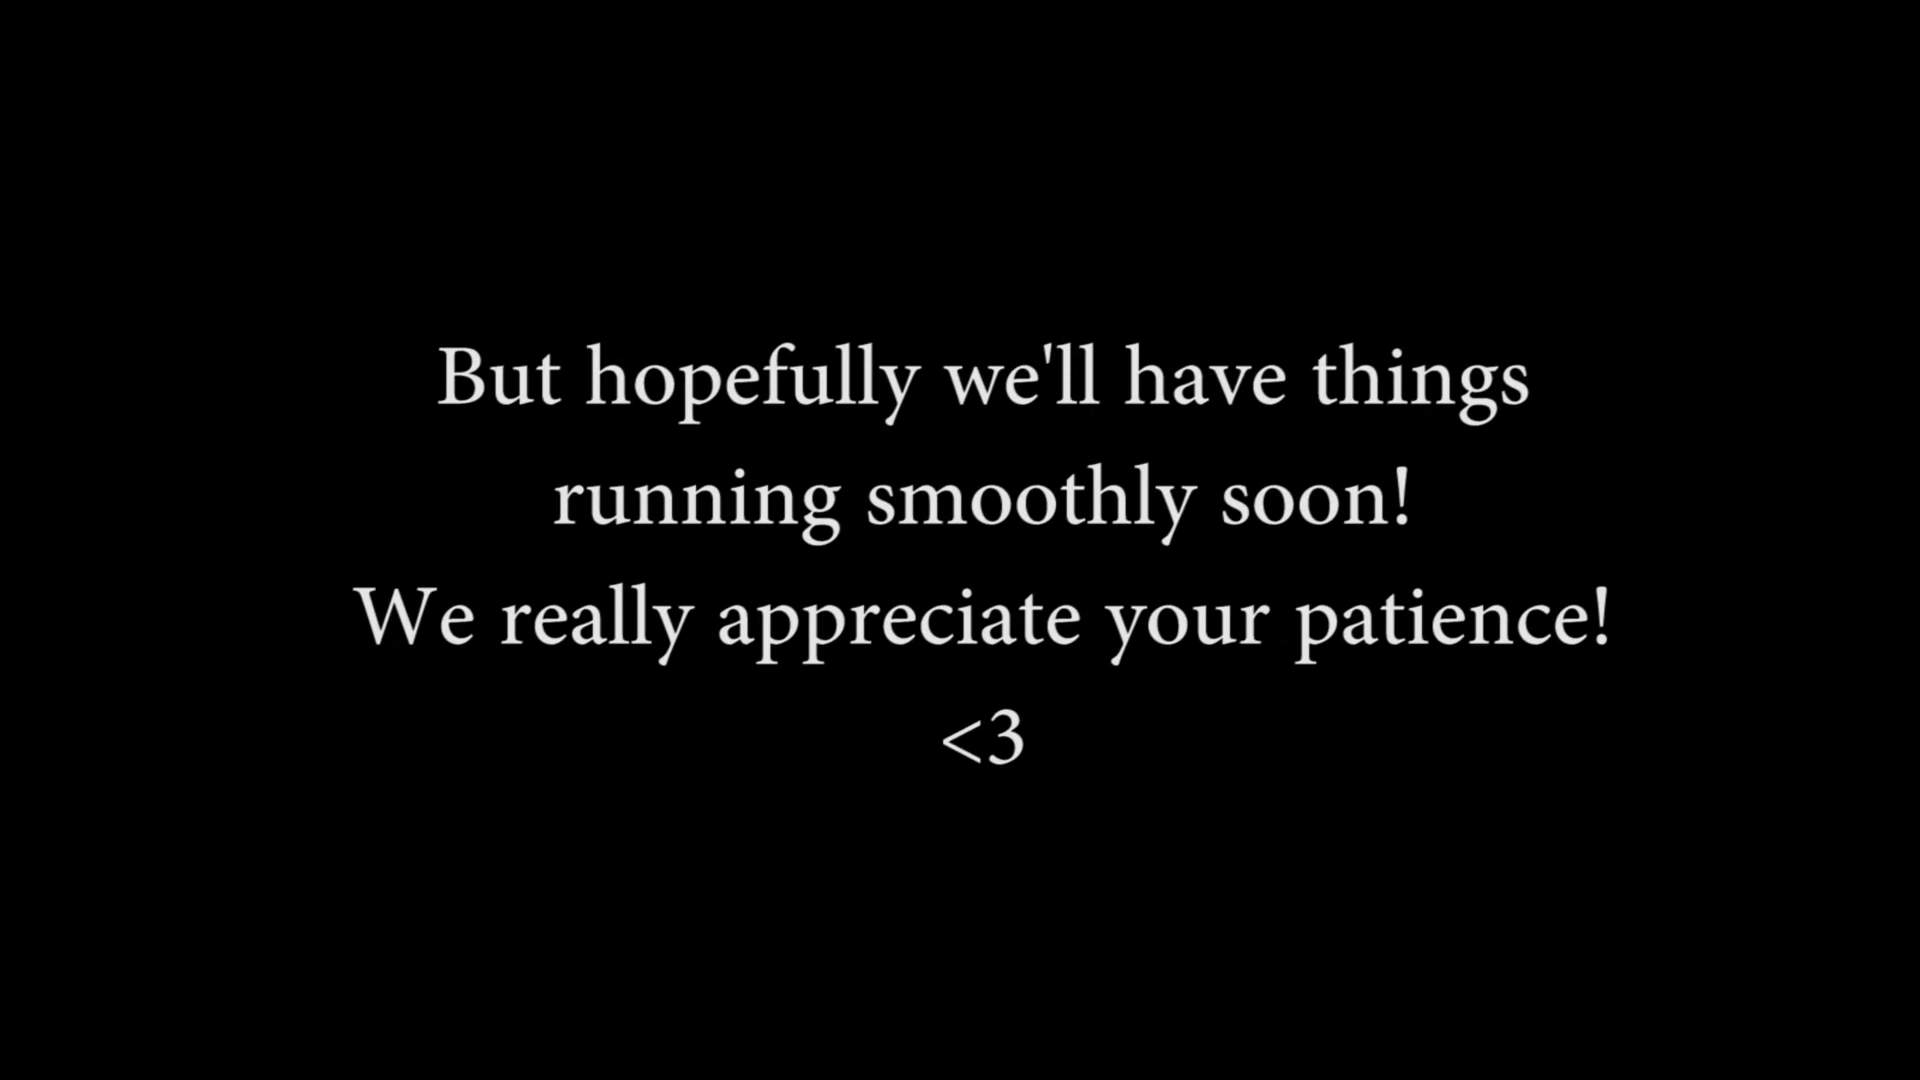 But hopefully we'll have things
running smoothly soon!
We really appreciate your patience!
<3